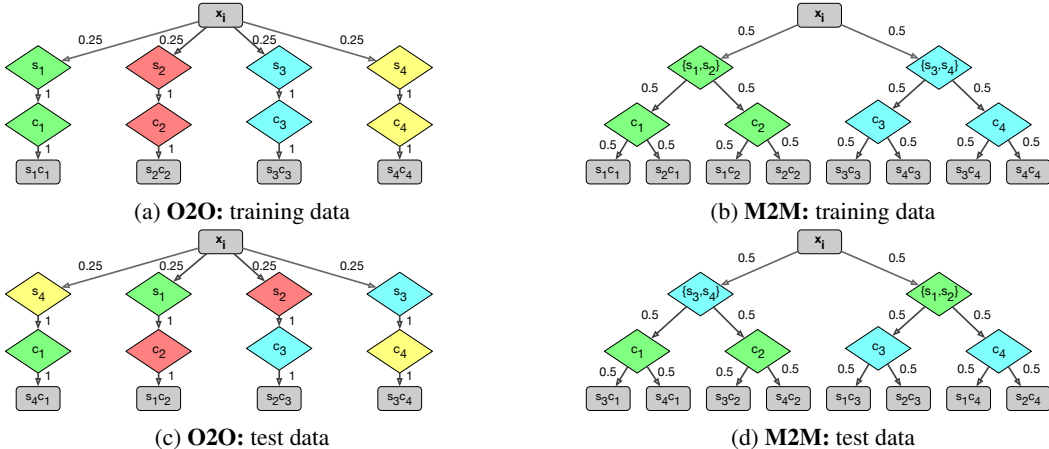 x_i x_i
0.25 0.25 0.25 0.25 0.5 0.5
s_1 s_2 s_3 s_4 {s_1,s_2} {s_3,s_4}
1 1 1 1 0.5 0.5 0.5 0.5
c_1 c_2 c_3 c_4 c_1 c_2 c_3 c_4
1 1 1 1 0.5 0.5 0.5 0.5 0.5 0.5 0.5 0.5
s_1c_1 s_2c_2 s_3c_3 s_4c_4 s_1c_1 s_2c_1 s_1c_2 s_2c_2 s_3c_3 s_4c_3 s_3c_4 s_4c_4
(a) O2O: training data (b) M2M: training data
x_i x_i
0.25 0.25 0.25 0.25 0.5 0.5
s_4 s_1 s_2 s_3 {s_3,s_4} {s_1,s_2}
1 1 1 1 0.5 0.5 0.5 0.5
c_1 c_2 c_3 c_4 c_1 c_2 c_3 c_4
1 1 1 1 0.5 0.5 0.5 0.5 0.5 0.5 0.5 0.5
s_4c_1 s_1c_2 s_2c_3 s_3c_4 s_3c_1 s_4c_1 s_3c_2 s_4c_2 s_1c_3 s_2c_3 s_1c_4 s_2c_4
(c) O2O: test data (d) M2M: test data